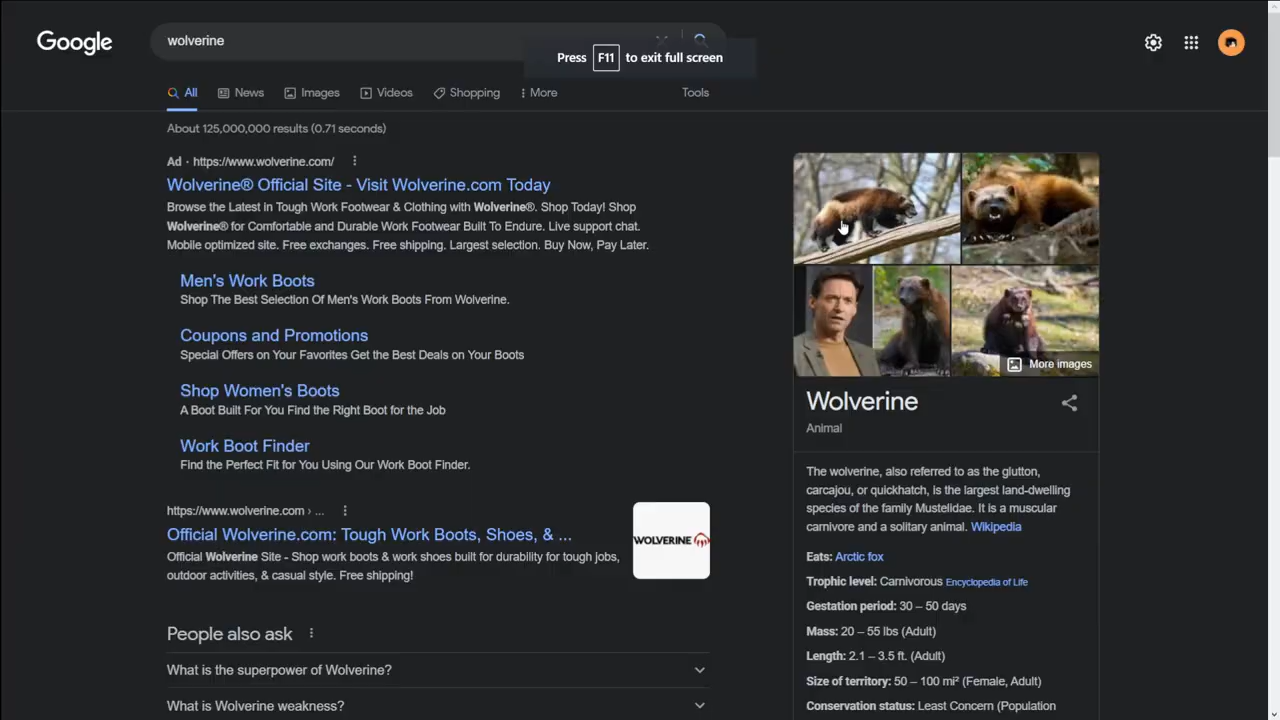 Google
wolverine
Press F11 to exit full screen
All
News
Images
Videos
Shopping
More
Tools
About 125,000,000 results (0.71 seconds)
Ad · https://www.wolverine.com/
Wolverine® Official Site - Visit Wolverine.com Today
Browse the Latest in Tough Work Footwear & Clothing with Wolverine®. Shop Today! Shop
Wolverine® for Comfortable and Durable Work Footwear Built To Endure. Live support chat.
Mobile optimized site. Free exchanges. Free shipping. Largest selection. Buy Now, Pay Later.
Men's Work Boots
Shop The Best Selection Of Men's Work Boots From Wolverine.
Coupons and Promotions
Special Offers on Your Favorites Get the Best Deals on Your Boots
Shop Women's Boots
A Boot Built For You Find the Right Boot for the Job
Work Boot Finder
Find the Perfect Fit for You Using Our Work Boot Finder.
https://www.wolverine.com › ...
Official Wolverine.com: Tough Work Boots, Shoes, & ...
Official Wolverine Site - Shop work boots & work shoes built for durability for tough jobs,
outdoor activities, & casual style. Free shipping!
WOLVERINE
People also ask
What is the superpower of Wolverine?
What is Wolverine weakness?
More images
Wolverine
Animal
The wolverine, also referred to as the glutton,
carcajou, or quickhatch, is the largest land-dwelling
species of the family Mustelidae. It is a muscular
carnivore and a solitary animal. Wikipedia
Eats: Arctic fox
Trophic level: Carnivorous Encyclopedia of Life
Gestation period: 30 – 50 days
Mass: 20 – 55 lbs (Adult)
Length: 2.1 – 3.5 ft. (Adult)
Size of territory: 50 – 100 mi² (Female, Adult)
Conservation status: Least Concern (Population